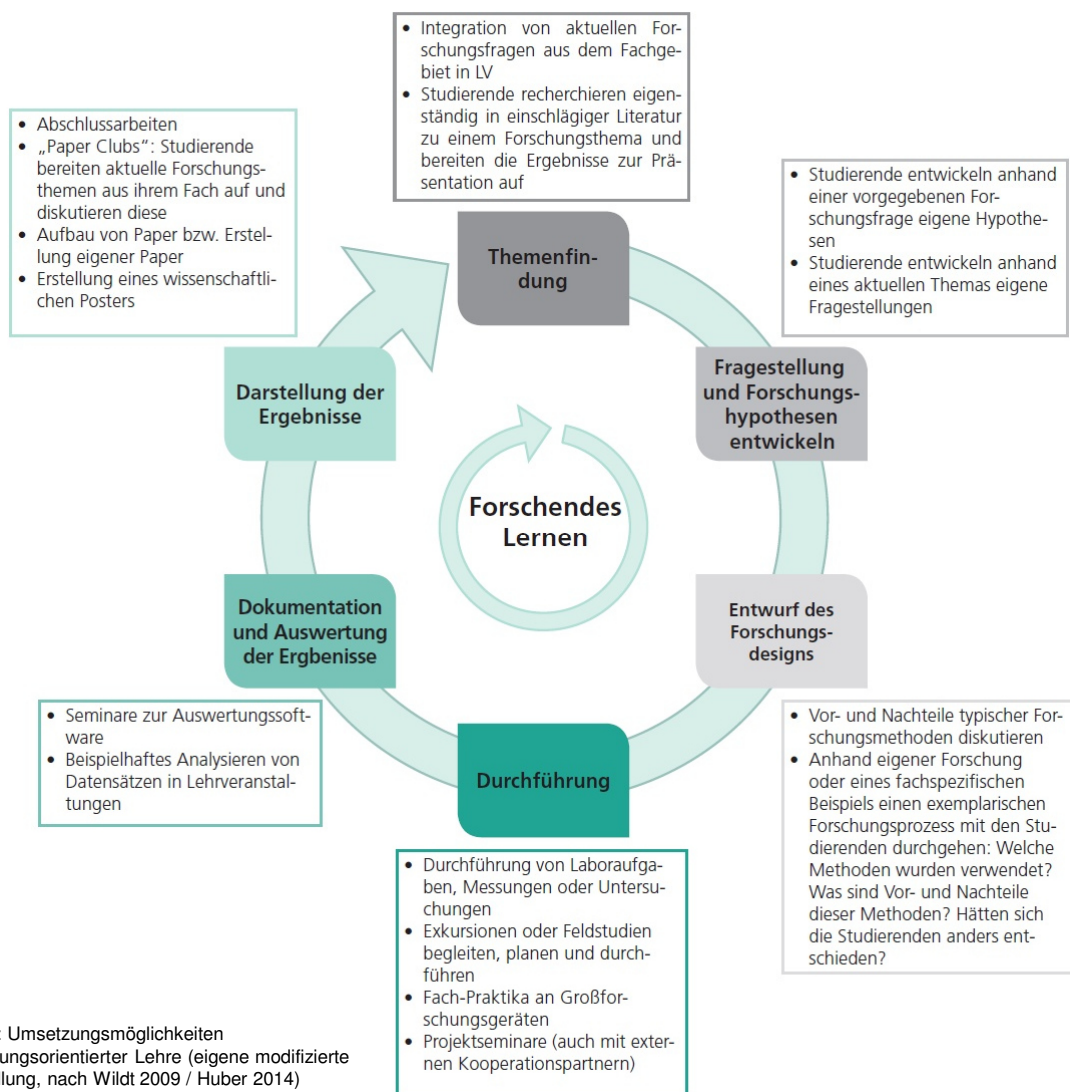 • Integration von aktuellen For-
schungsfragen aus dem Fachge-
biet in LV
• Studierende recherchieren eigen-
ständig in einschlägiger Literatur
zu einem Forschungsthema und
bereiten die Ergebnisse zur Prä-
sentation auf
Themenfin-
dung
• Studierende entwickeln anhand
einer vorgegebenen For-
schungsfrage eigene Hypothe-
sen
• Studierende entwickeln anhand
eines aktuellen Themas eigene
Fragestellungen
Fragestellung
und Forschungs-
hypothesen
entwickeln
Entwurf des
Forschungs-
designs
• Vor- und Nachteile typischer For-
schungsmethoden diskutieren
• Anhand eigener Forschung
oder eines fachspezifischen
Beispiels einen exemplarischen
Forschungsprozess mit den Stu-
dierenden durchgehen: Welche
Methoden wurden verwendet?
Was sind Vor- und Nachteile
dieser Methoden? Hätten sich
die Studierenden anders ent-
schieden?
Durchführung
• Durchführung von Laboraufga-
ben, Messungen oder Untersu-
chungen
• Exkursionen oder Feldstudien
begleiten, planen und durch-
führen
• Fach-Praktika an Großfor-
schungsgeräten
• Projektseminare (auch mit exter-
nen Kooperationspartnern)
Dokumentation
und Auswertung
der Ergbenisse
• Seminare zur Auswertungssoft-
ware
• Beispielhaftes Analysieren von
Datensätzen in Lehrveranstal-
tungen
Darstellung der
Ergebnisse
• Abschlussarbeiten
• „Paper Clubs“: Studierende
bereiten aktuelle Forschungs-
themen aus ihrem Fach auf und
diskutieren diese
• Aufbau von Paper bzw. Erstel-
lung eigener Paper
• Erstellung eines wissenschaftli-
chen Posters
Forschendes
Lernen
: Umsetzungsmöglichkeiten
ungsorientierter Lehre (eigene modifizierte
llung, nach Wildt 2009 / Huber 2014)